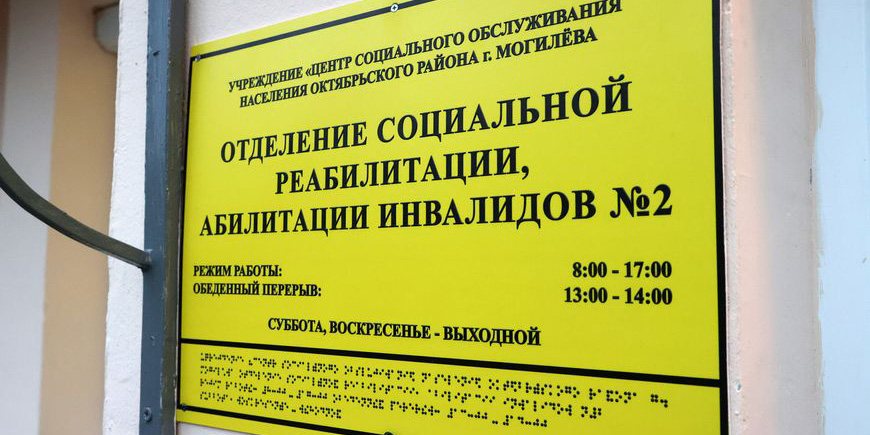 УЧРЕЖДЕНИЕ «ЦЕНТР СОЦИАЛЬНОГО ОБСЛУЖИВАНИЯ
НАСЕЛЕНИЯ ОКТЯБРЬСКОГО РАЙОНА г. МОГИЛЁВА
ОТДЕЛЕНИЕ СОЦИАЛЬНОЙ
РЕАБИЛИТАЦИИ,
АБИЛИТАЦИИ ИНВАЛИДОВ №2
РЕЖИМ РАБОТЫ: 8:00 - 17:00
ОБЕДЕННЫЙ ПЕРЕРЫВ: 13:00 - 14:00
СУББОТА, ВОСКРЕСЕНЬЕ - ВЫХОДНОЙ